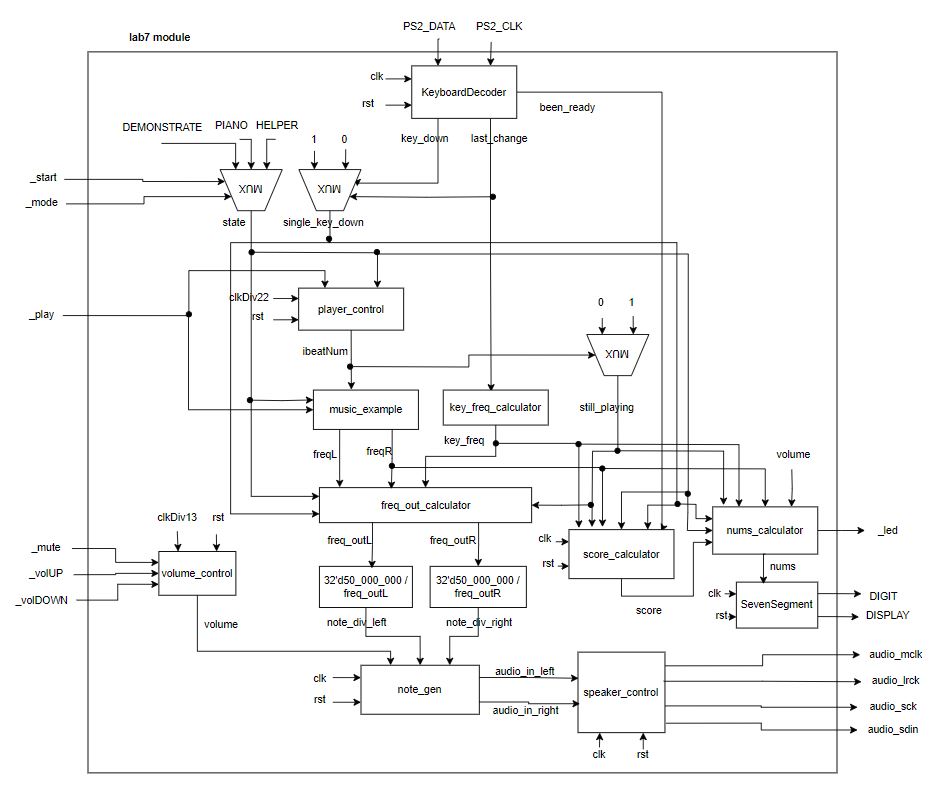 PS2_DATA
PS2_CLK
lab7 module
clk
rst
KeyboardDecoder
been_ready
DEMONSTRATE
PIANO
HELPER
1
0
key_down
last_change
_start
_mode
MUX
MUX
state
single_key_down
clkDiv22
rst
player_control
_play
0
1
MUX
ibeatNum
music_example
key_freq_calculator
still_playing
freqL
freqR
key_freq
volume
freq_out_calculator
clkDiv13
rst
freq_outL
freq_outR
clk
rst
score_calculator
nums_calculator
_led
_mute
_volUP
_volDOWN
volume_control
32'd50_000_000 /
freq_outL
32'd50_000_000 /
freq_outR
nums
clk
rst
SevenSegment
DIGIT
DISPLAY
score
volume
note_div_left
note_div_right
clk
rst
note_gen
audio_in_left
audio_in_right
speaker_control
clk
rst
audio_mclk
audio_lrck
audio_sck
audio_sdin